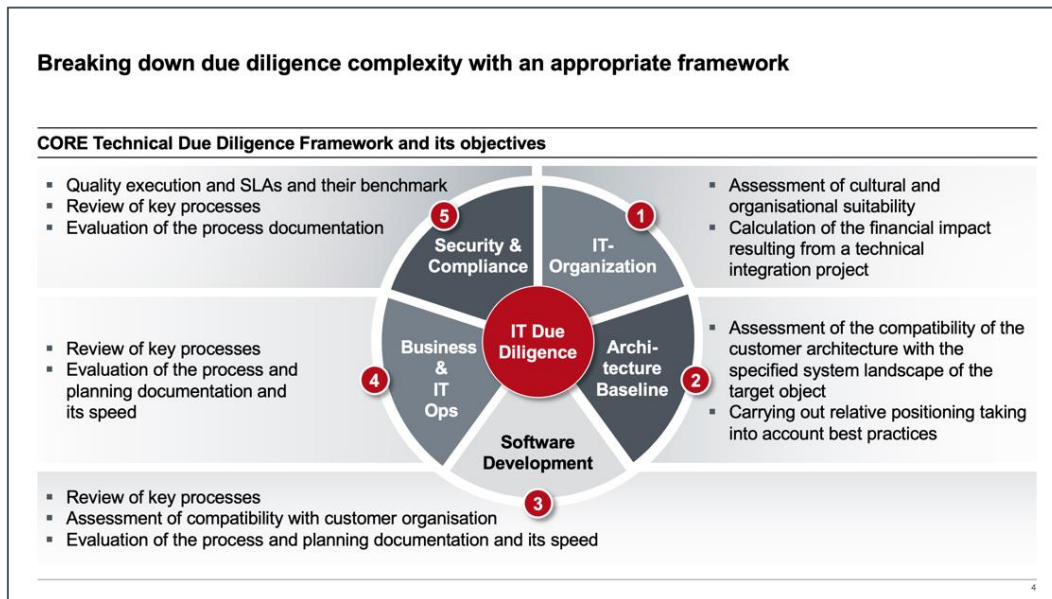 Breaking down due diligence complexity with an appropriate framework
CORE Technical Due Diligence Framework and its objectives
▪ Quality execution and SLAs and their benchmark
▪ Review of key processes
▪ Evaluation of the process documentation
5
Security &
Compliance
1
IT-
Organization
▪ Assessment of cultural and
organisational suitability
▪ Calculation of the financial impact
resulting from a technical
integration project
IT Due
Diligence
▪ Review of key processes
▪ Evaluation of the process and
planning documentation and
its speed
4
Business
&
IT
Ops
Archi-
tecture
Baseline
2
▪ Assessment of the compatibility of the
customer architecture with the
specified system landscape of the
target object
▪ Carrying out relative positioning taking
into account best practices
Software
Development
3
▪ Review of key processes
▪ Assessment of compatibility with customer organisation
▪ Evaluation of the process and planning documentation and its speed
4